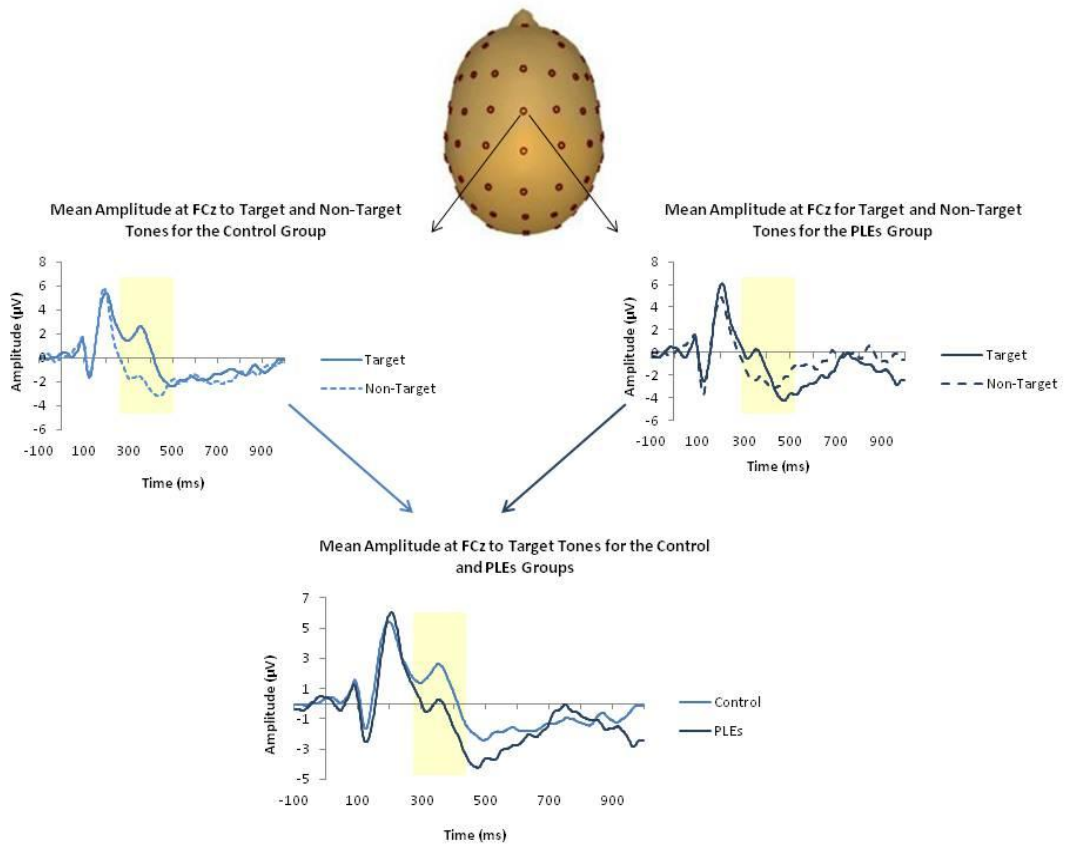 Mean Amplitude at FCz to Target and Non-Target
Tones for the Control Group
8
6
4
2
0
-2
-4
-6
Amplitude (µV)
-100 100 300 500 700 900
Time (ms)
Target
Non-Target
Mean Amplitude at FCz for Target and Non-Target
Tones for the PLEs Group
8
6
4
2
0
-2
-4
-6
Amplitude (µV)
-100 100 300 500 700 900
Time (ms)
Target
Non-Target
Mean Amplitude at FCz to Target Tones for the Control
and PLEs Groups
7
5
3
1
-1
-3
-5
Amplitude (µV)
-100 100 300 500 700 900
Time (ms)
Control
PLEs